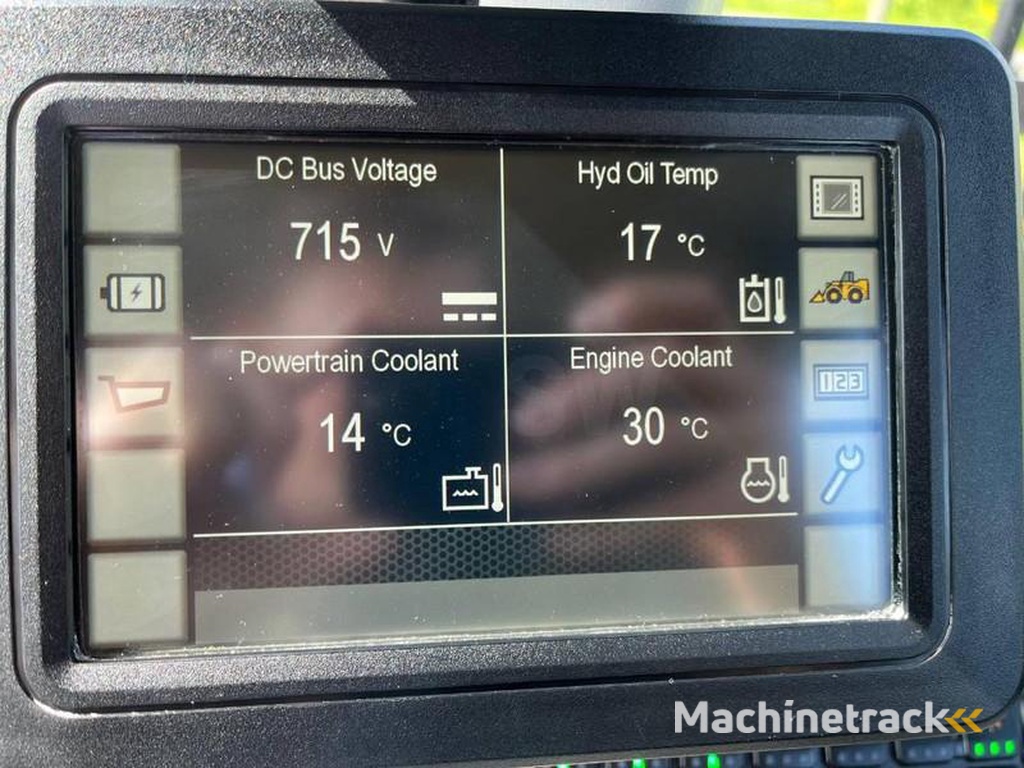 DC Bus Voltage
715 V
Hyd Oil Temp
17 °C
Powertrain Coolant
14 °C
Engine Coolant
30 °C
123
Machinetrack